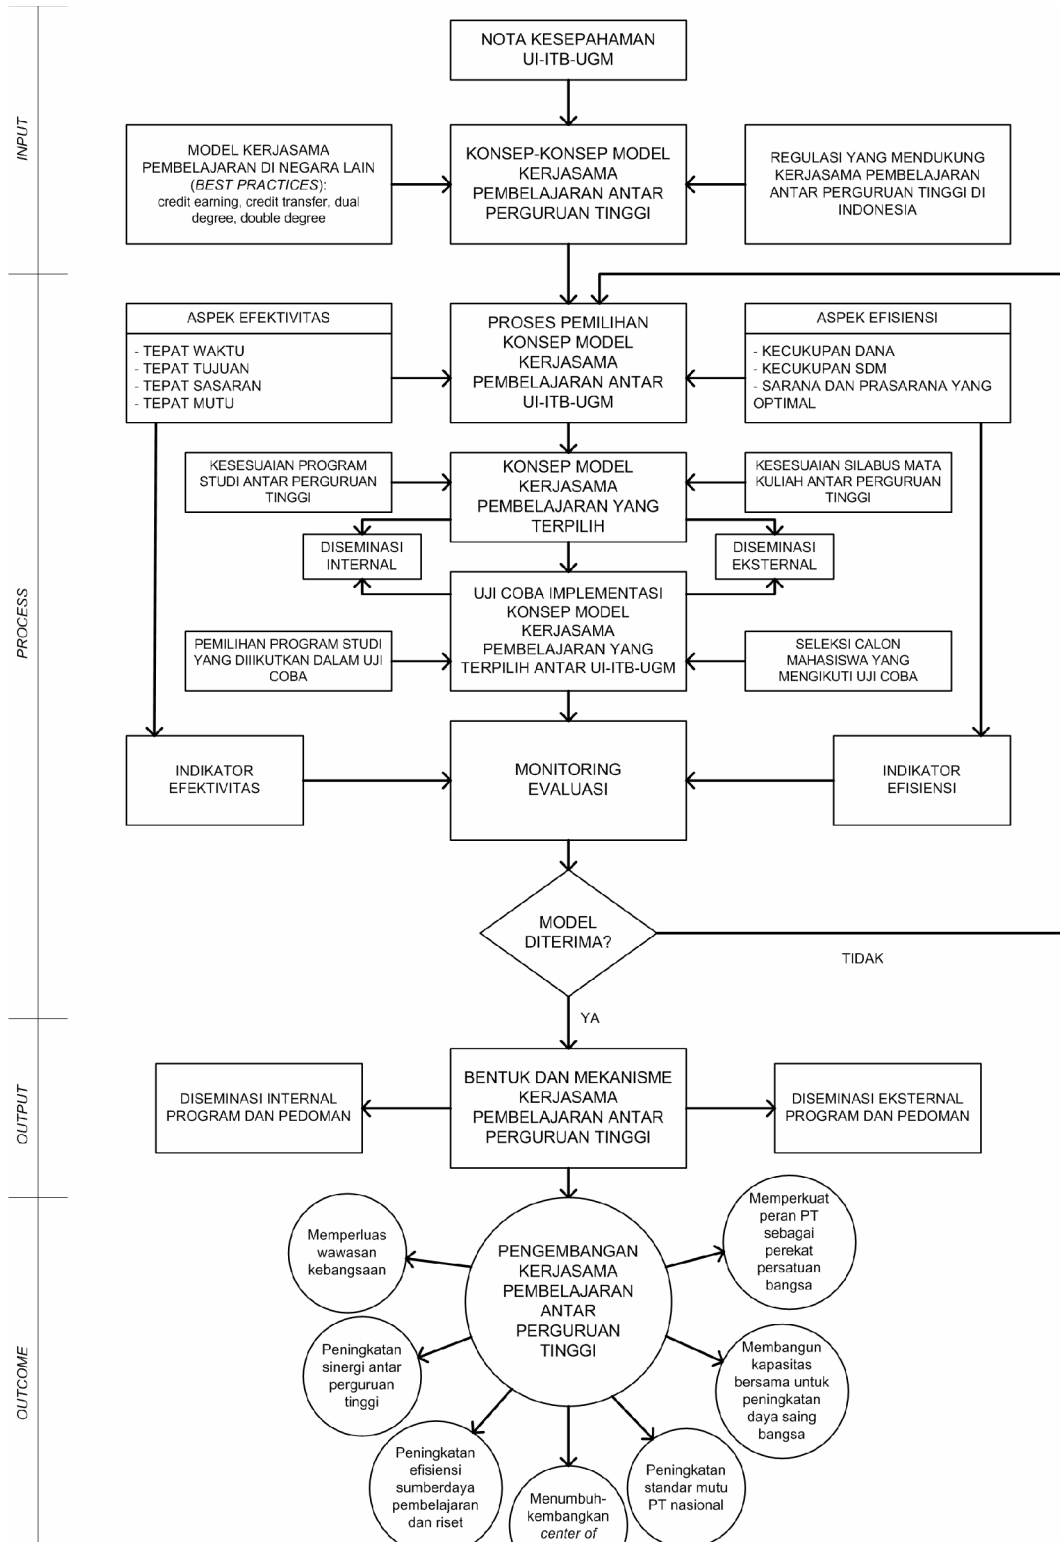 NOTA KESEPAHAMAN
UI-ITB-UGM
INPUT
MODEL KERJASAMA
PEMBELAJARAN DI NEGARA LAIN
(BEST PRACTICES):
credit earning, credit transfer, dual
degree, double degree
KONSEP-KONSEP MODEL
KERJASAMA
PEMBELAJARAN ANTAR
PERGURUAN TINGGI
REGULASI YANG MENDUKUNG
KERJASAMA PEMBELAJARAN
ANTAR PERGURUAN TINGGI DI
INDONESIA
PROCESS
ASPEK EFEKTIVITAS
- TEPAT WAKTU
- TEPAT TUJUAN
- TEPAT SASARAN
- TEPAT MUTU
PROSES PEMILIHAN
KONSEP MODEL
KERJASAMA
PEMBELAJARAN ANTAR
UI-ITB-UGM
ASPEK EFISIENSI
- KECUKUPAN DANA
- KECUKUPAN SDM
- SARANA DAN PRASARANA YANG
OPTIMAL
KESESUAIAN PROGRAM
STUDI ANTAR PERGURUAN
TINGGI
KONSEP MODEL
KERJASAMA
PEMBELAJARAN YANG
TERPILIH
KESESUAIAN SILABUS MATA
KULIAH ANTAR PERGURUAN
TINGGI
DISEMINASI
INTERNAL
DISEMINASI
EKSTERNAL
UJI COBA IMPLEMENTASI
KONSEP MODEL
KERJASAMA
PEMBELAJARAN YANG
TERPILIH ANTAR UI-ITB-UGM
PEMILIHAN PROGRAM STUDI
YANG DIIKUTKAN DALAM UJI
COBA
SELEKSI CALON
MAHASISWA YANG
MENGIKUTI UJI COBA
INDIKATOR
EFEKTIVITAS
MONITORING
EVALUASI
INDIKATOR
EFISIENSI
MODEL
DITERIMA?
TIDAK
YA
OUTPUT
DISEMINASI INTERNAL
PROGRAM DAN PEDOMAN
BENTUK DAN MEKANISME
KERJASAMA
PEMBELAJARAN ANTAR
PERGURUAN TINGGI
DISEMINASI EKSTERNAL
PROGRAM DAN PEDOMAN
OUTCOME
PENGEMBANGAN
KERJASAMA
PEMBELAJARAN
ANTAR
PERGURUAN
TINGGI
Memperluas
wawasan
kebangsaan
Memperkuat
peran PT
sebagai
perekat
persatuan
bangsa
Peningkatan
sinergi antar
perguruan
tinggi
Membangun
kapasitas
bersama untuk
peningkatan
daya saing
bangsa
Peningkatan
efisiensi
sumberdaya
pembelajaran
dan riset
Menumbuh-
kembangkan
center of
Peningkatan
standar mutu
PT nasional